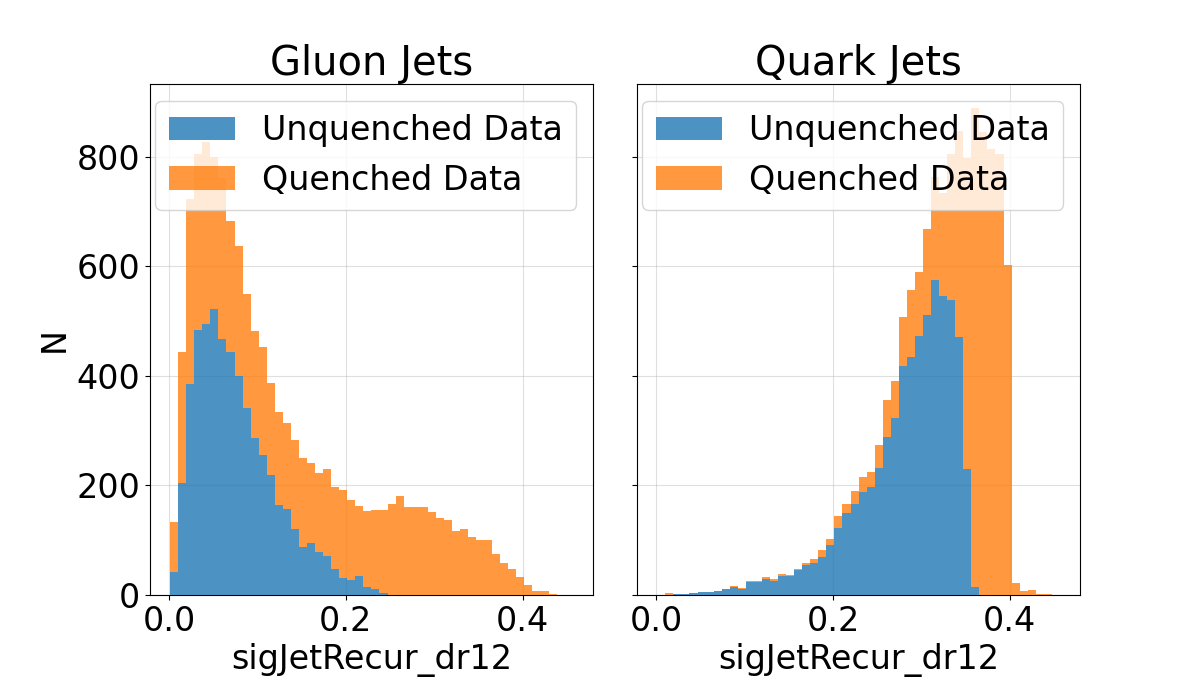 Gluon Jets
Unquenched Data
Quenched Data
N
800
600
400
200
0
0.0 0.2 0.4
sigJetRecur_dr12
Quark Jets
Unquenched Data
Quenched Data
0.0 0.2 0.4
sigJetRecur_dr12